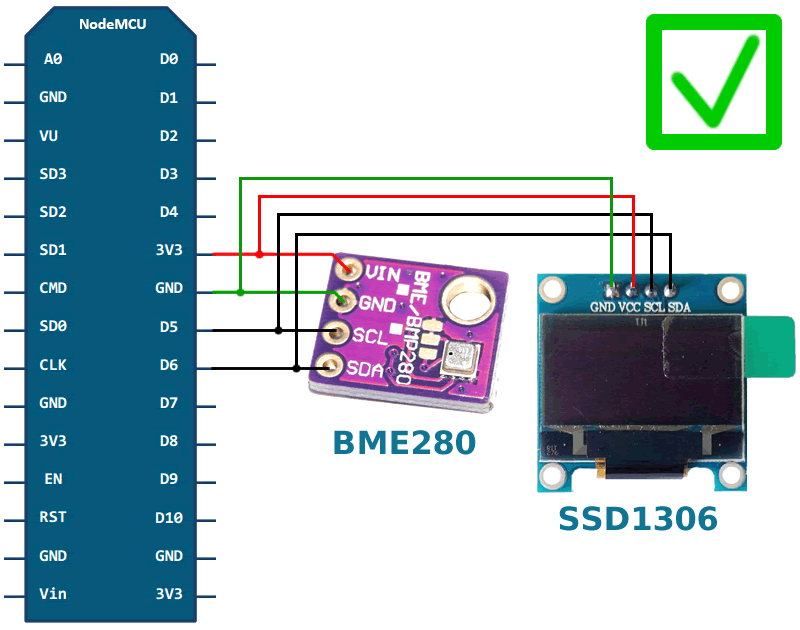 NodeMCU
A0 D0
GND D1
VU D2
SD3 D3
SD2 D4
SD1 3V3
CMD GND
SD0 D5
CLK D6
GND D7
3V3 D8
EN D9
RST D10
GND GND
Vin 3V3
VIN
GND
SCL
SDA
BME/BMP280
BME280
GND VCC SCL SDA
SSD1306